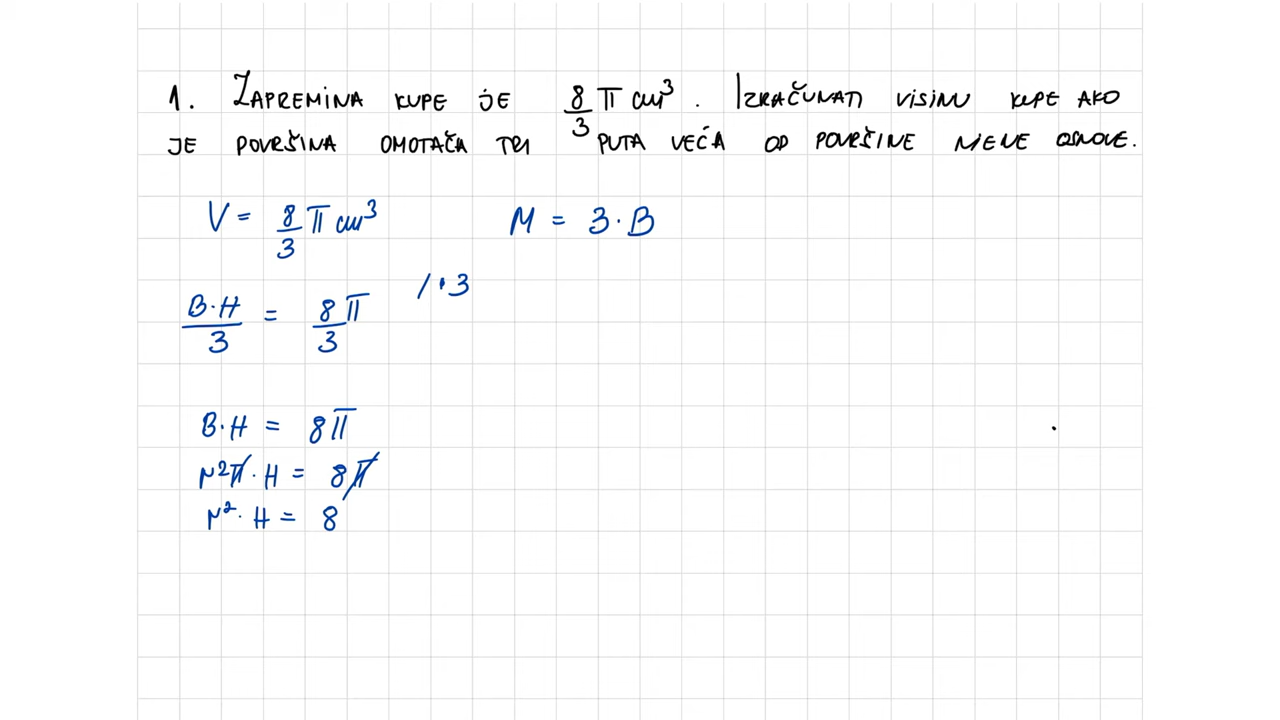 1. ZAPREMINA KUPE JE 8/3 π cm³. IZRAČUNATI VISINU KUPE AKO
JE POVRŠINA OMOTAČA TRI PUTA VEĆA OD POVRŠINE NJENE OSNOVE.
V = 8/3 π cm³
M = 3·B
B·H/3 = 8/3 π /·3
B·H = 8π
r²π·H = 8π
r²·H = 8